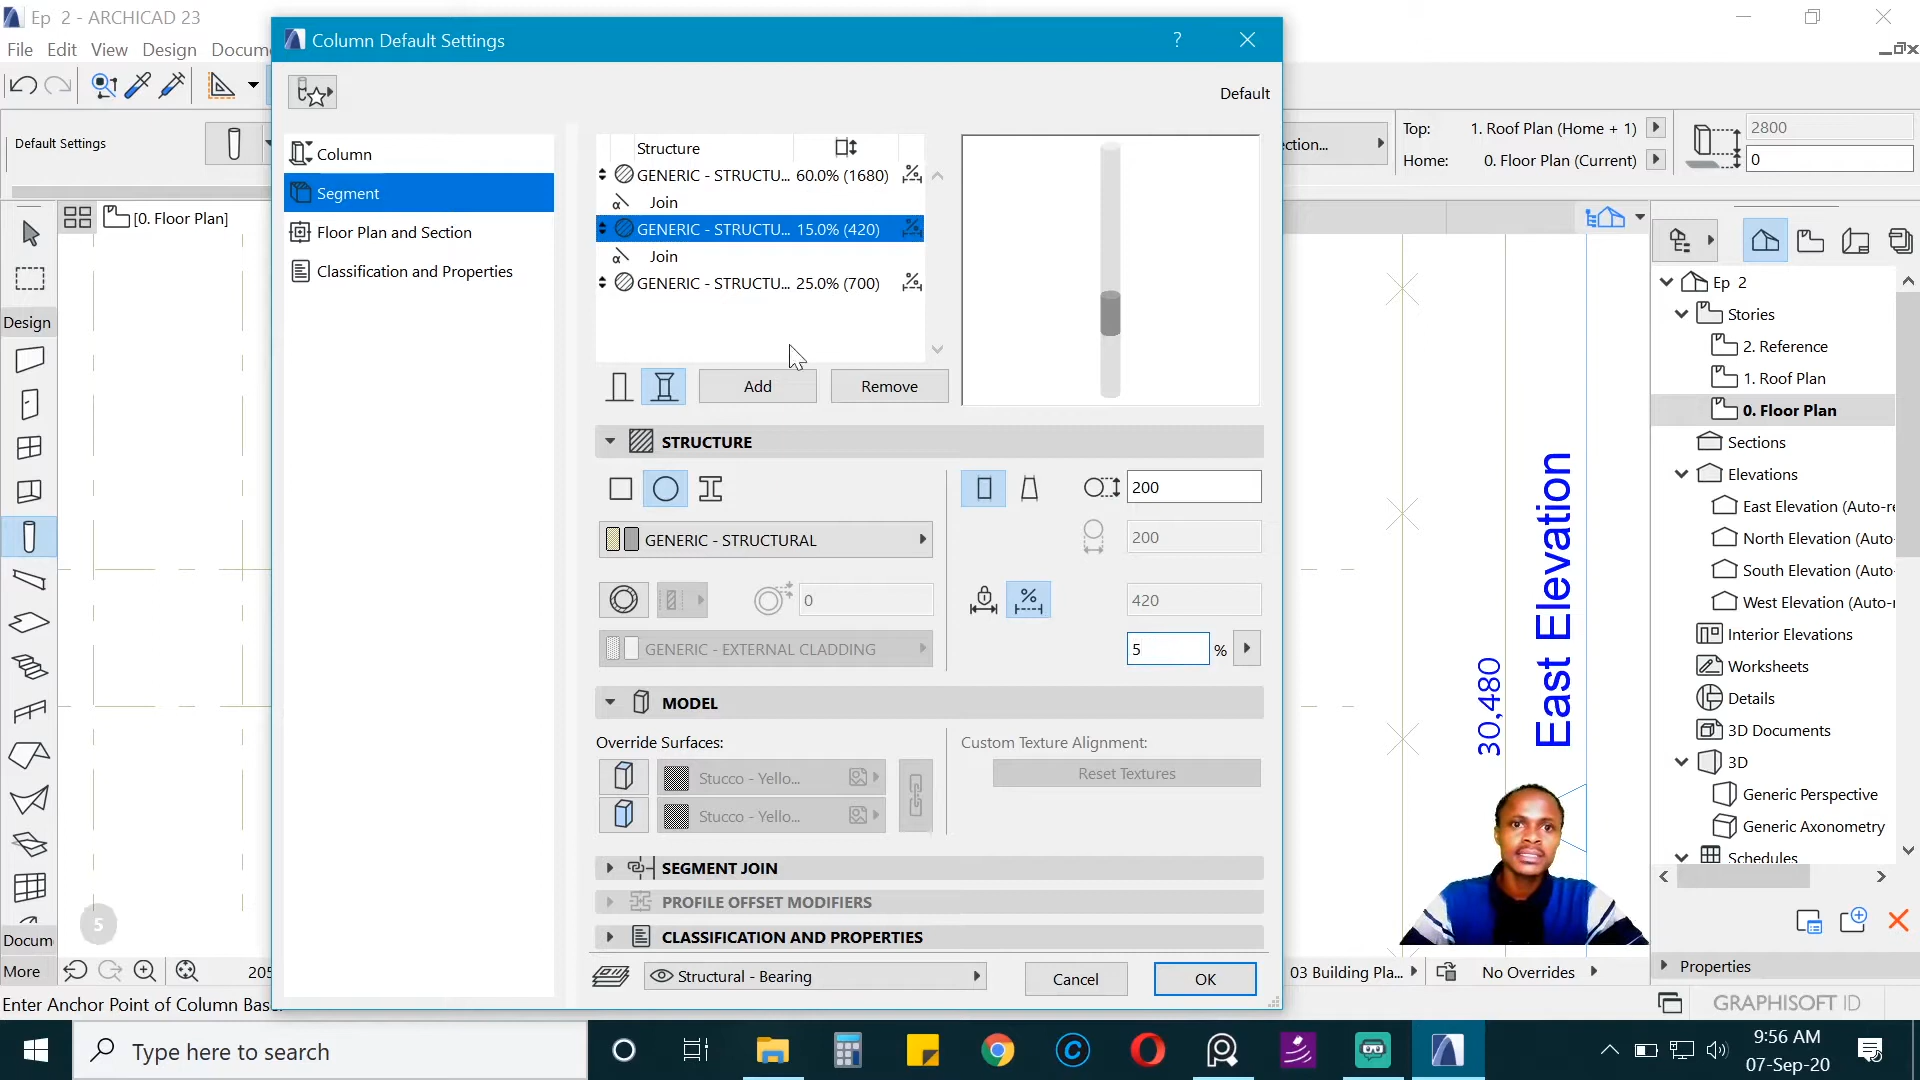 Ep 2 - ARCHICAD 23
File Edit View Design Docum
Default Settings
[0. Floor Plan]
Design
Docum
More
205
5
Enter Anchor Point of Column Bas
Column Default Settings
?
Default
Column
Segment
Floor Plan and Section
Classification and Properties
Structure
GENERIC - STRUCTU... 60.0% (1680)
Join
GENERIC - STRUCTU... 15.0% (420)
Join
GENERIC - STRUCTU... 25.0% (700)
Add
Remove
STRUCTURE
200
GENERIC - STRUCTURAL
200
0
%
420
GENERIC - EXTERNAL CLADDING
5 %
MODEL
Override Surfaces:
Custom Texture Alignment:
Stucco - Yello...
Reset Textures
Stucco - Yello...
SEGMENT JOIN
PROFILE OFFSET MODIFIERS
CLASSIFICATION AND PROPERTIES
Structural - Bearing
Cancel
OK
ction...
Top: 1. Roof Plan (Home + 1)
2800
Home: 0. Floor Plan (Current)
0
East Elevation
30,480
Ep 2
Stories
2. Reference
1. Roof Plan
0. Floor Plan
Sections
Elevations
East Elevation (Auto-re
North Elevation (Auto-
South Elevation (Auto-
West Elevation (Auto-r
Interior Elevations
Worksheets
Details
3D Documents
3D
Generic Perspective
Generic Axonometry
Schedules
Properties
03 Building Pla...
No Overrides
GRAPHISOFT ID
Type here to search
9:56 AM
07-Sep-20